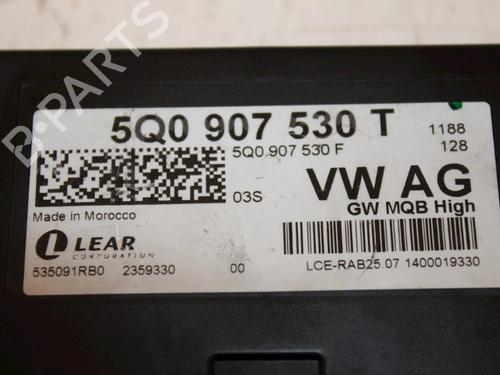 5Q0 907 530 T
1188
5Q0.907 530 F
128
03S
VW AG
GW MQB High
Made in Morocco
LEAR
CORPORATION
535091RB0 2359330 00
LCE-RAB25.07.1400019330
B-PARTS